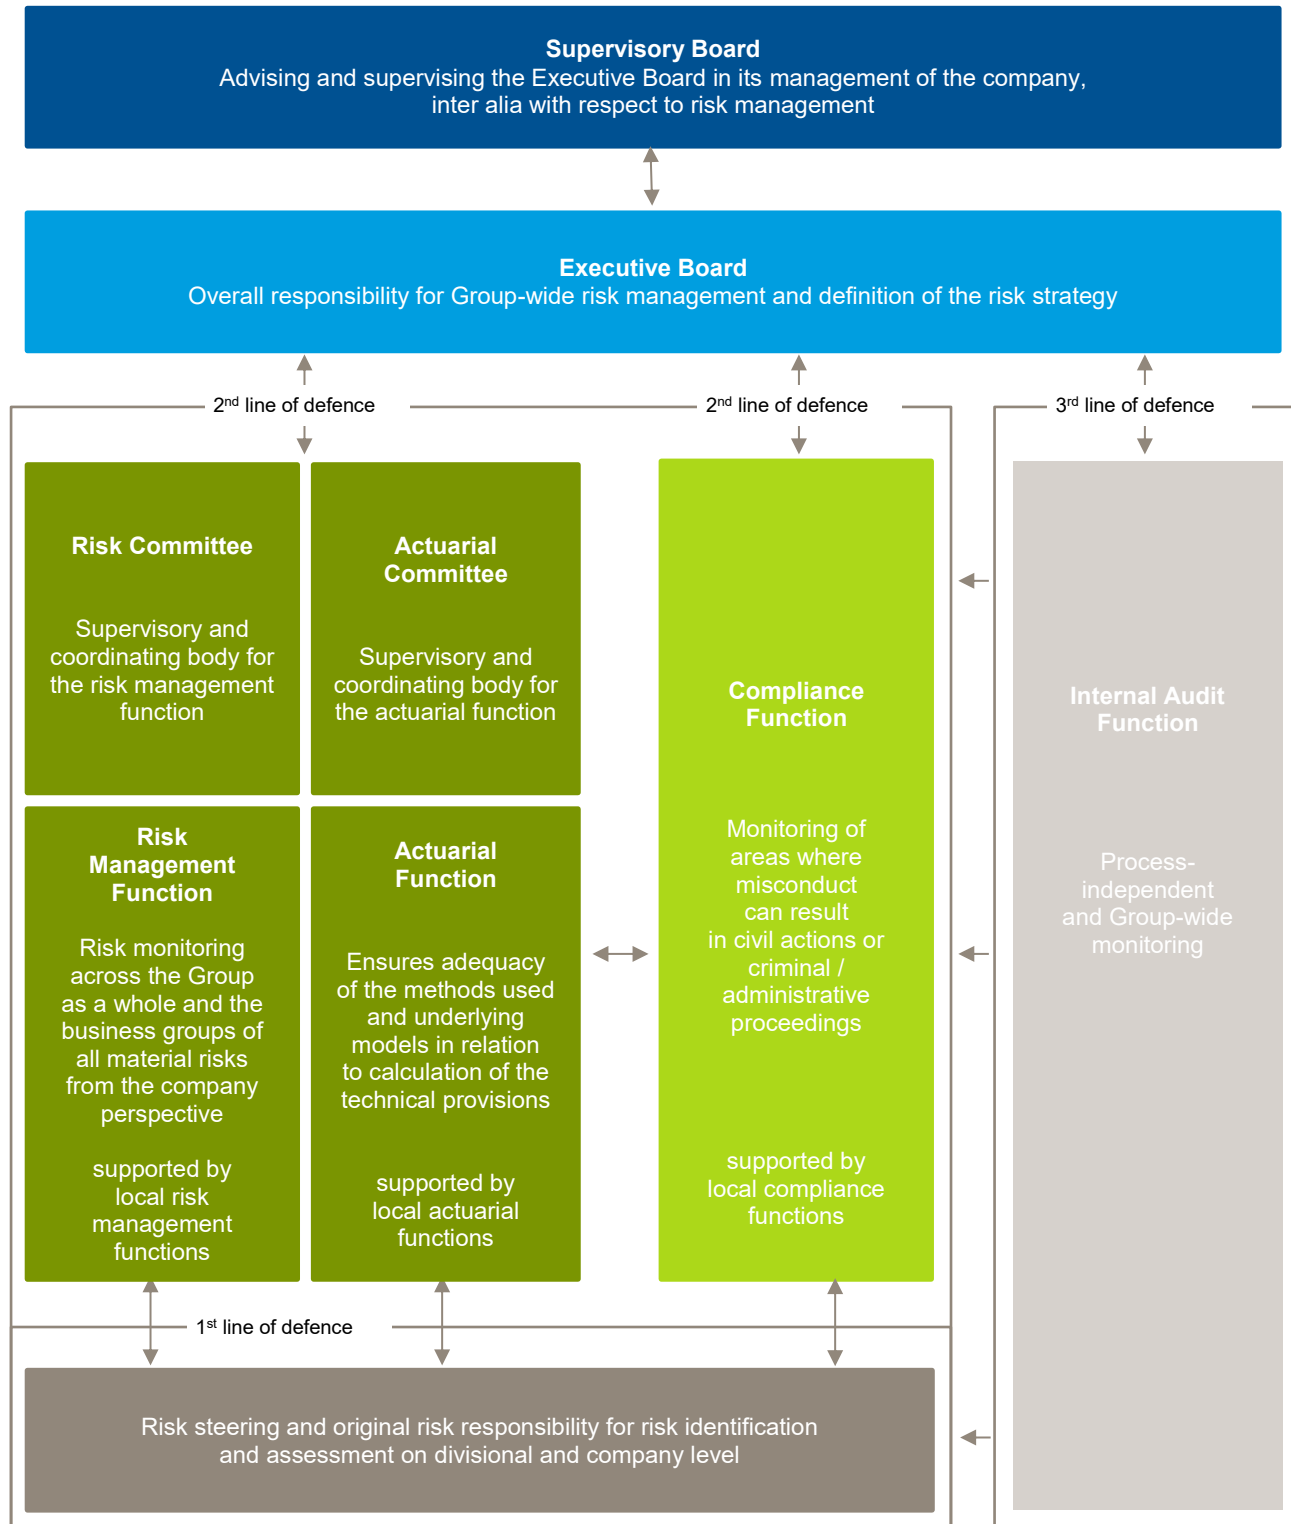 Supervisory Board
Advising and supervising the Executive Board in its management of the company,
inter alia with respect to risk management
Executive Board
Overall responsibility for Group-wide risk management and definition of the risk strategy
2nd line of defence
2nd line of defence
3rd line of defence
Risk Committee
Supervisory and
coordinating body for
the risk management
function
Actuarial
Committee
Supervisory and
coordinating body for
the actuarial function
Risk
Management
Function
Risk monitoring
across the Group
as a whole and the
business groups of
all material risks
from the company
perspective
supported by
local risk
management
functions
Actuarial
Function
Ensures adequacy
of the methods used
and underlying
models in relation
to calculation of the
technical provisions
supported by
local actuarial
functions
Compliance
Function
Monitoring of
areas where
misconduct
can result
in civil actions or
criminal /
administrative
proceedings
supported by
local compliance
functions
Internal Audit
Function
Process-
independent
and Group-wide
monitoring
1st line of defence
Risk steering and original risk responsibility for risk identification
and assessment on divisional and company level